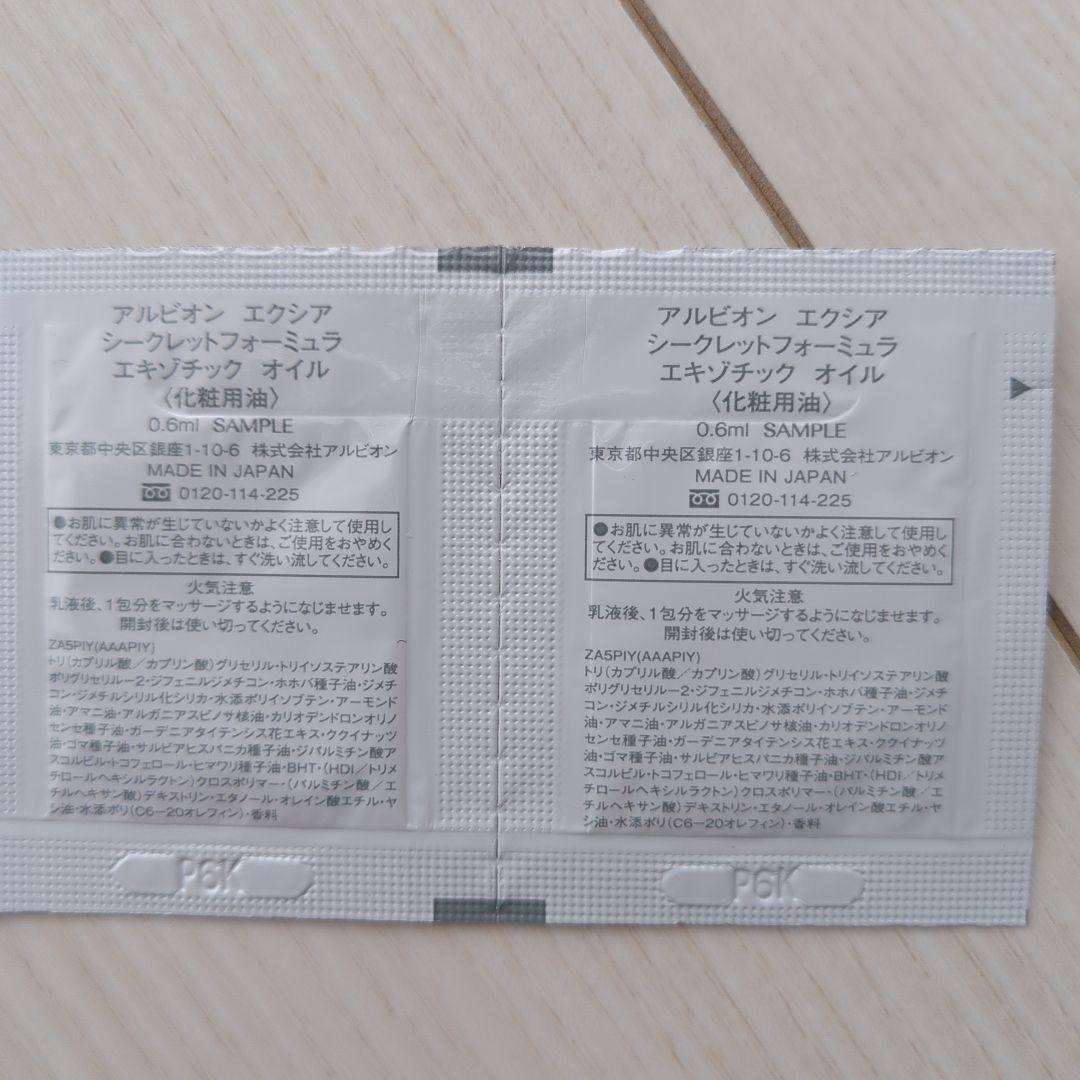 アルビオン エクシア
シークレットフォーミュラ
エキゾチック オイル
〈化粧用油〉
0.6ml SAMPLE
東京都中央区銀座1-10-6 株式会社アルビオン
MADE IN JAPAN
0120-114-225
●お肌に異常が生じていないかよく注意して使用し
てください。お肌に合わないときは、ご使用をおやめく
ださい。●目に入ったときは、すぐ洗い流してください。
火気注意
乳液後、1包分をマッサージするようになじませます。
開封後は使い切ってください。
ZA5PIY(AAAPIY)
トリ(カプリル酸／カプリン酸)グリセリル・トリイソステアリン酸
ポリグリセリル－2・ジフェニルジメチコン・ホホバ種子油・ジメチ
コン・ジメチルシリル化シリカ・水添ポリイソブテン・アーモンド
油・アマニ油・アルガニアスピノサ核油・カリオデンドロンオリノ
センセ種子油・ガーデニアタイテンシス花エキス・ククイナッツ
油・ゴマ種子油・サルビアヒスパニカ種子油・ジパルミチン酸ア
スコルビル・トコフェロール・ヒマワリ種子油・BHT・(HDI／トリメ
チロールヘキシルラクトン)クロスポリマー・(パルミチン酸／エ
チルヘキサン酸)デキストリン・エタノール・オレイン酸エチル・ヤ
シ油・水添ポリ(C6－20オレフィン)・香料
P6K
アルビオン エクシア
シークレットフォーミュラ
エキゾチック オイル
〈化粧用油〉
0.6ml SAMPLE
東京都中央区銀座1-10-6 株式会社アルビオン
MADE IN JAPAN
0120-114-225
●お肌に異常が生じていないかよく注意して使用し
てください。お肌に合わないときは、ご使用をおやめく
ださい。●目に入ったときは、すぐ洗い流してください。
火気注意
乳液後、1包分をマッサージするようになじませます。
開封後は使い切ってください。
ZA5PIY(AAAPIY)
トリ(カプリル酸／カプリン酸)グリセリル・トリイソステアリン酸
ポリグリセリル－2・ジフェニルジメチコン・ホホバ種子油・ジメチ
コン・ジメチルシリル化シリカ・水添ポリイソブテン・アーモンド
油・アマニ油・アルガニアスピノサ核油・カリオデンドロンオリノ
センセ種子油・ガーデニアタイテンシス花エキス・ククイナッツ
油・ゴマ種子油・サルビアヒスパニカ種子油・ジパルミチン酸ア
スコルビル・トコフェロール・ヒマワリ種子油・BHT・(HDI／トリメ
チロールヘキシルラクトン)クロスポリマー・(パルミチン酸／エ
チルヘキサン酸)デキストリン・エタノール・オレイン酸エチル・ヤ
シ油・水添ポリ(C6－20オレフィン)・香料
P6K